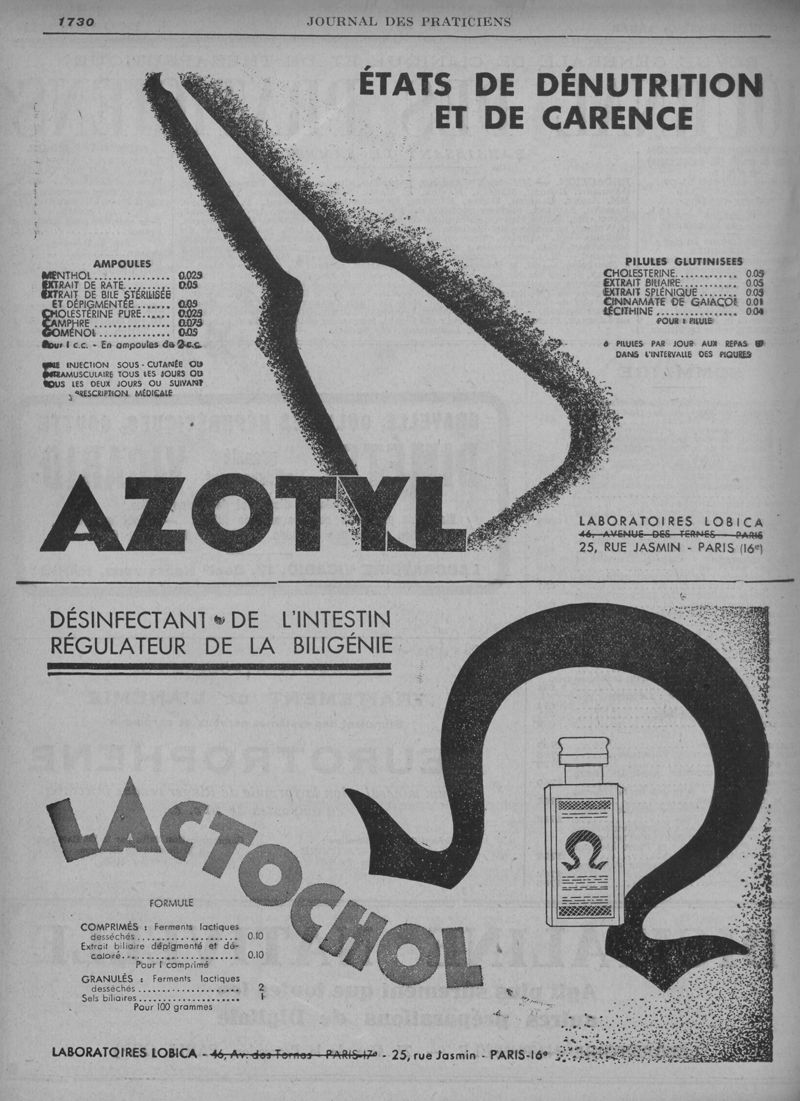 1730
JOURNAL DES PRATICIENS
ÉTATS DE DÉNUTRITION
ET DE CARENCE
AMPOULES
MENTHOL............... 0.025
EXTRAIT DE RATE......... 0.05
EXTRAIT DE BILE STÉRILISÉE
ET DÉPIGMENTÉE....... 0.05
CHOLESTÉRINE PURE...... 0.025
CAMPHRE............... 0.075
GOMÉNOL.............. 0.05
Pour 1 c.c. - En ampoules de 2 c.c.
UNE INJECTION SOUS-CUTANÉE OU
INTRAMUSCULAIRE TOUS LES JOURS OU
TOUS LES DEUX JOURS OU SUIVANT
PRESCRIPTION MÉDICALE
PILULES GLUTINISEES
CHOLESTERINE............ 0.05
EXTRAIT BILIAIRE........... 0.05
EXTRAIT SPLÉNIQUE........ 0.05
CINNAMATE DE GAIACOL 0.01
LÉCITHINE................ 0.04
POUR 1 PILULE
6 PILULES PAR JOUR AUX REPAS
DANS L'INTERVALLE DES PIQURES
AZOTYL
LABORATOIRES LOBICA
46, AVENUE DES TERNES - PARIS
25, RUE JASMIN - PARIS (16e)
DÉSINFECTANT DE L'INTESTIN
RÉGULATEUR DE LA BILIGÉNIE
LACTOCHOL
FORMULE
COMPRIMÉS : Ferments lactiques
desséchés.................... 0.10
Extrait biliaire dépigmenté et dé-
coloré........................ 0.10
Pour 1 comprimé
GRANULÉS : Ferments lactiques
desséchés.................... 2
Sels biliaires.................... 1
Pour 100 grammes
LABORATOIRES LOBICA - 46, Av. des Ternes - PARIS-17e - 25, rue Jasmin - PARIS-16e